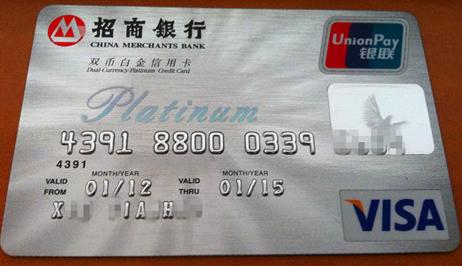 招商銀行
CHINA MERCHANTS BANK
双币白金信用卡
Dual-Currency Platinum Credit Card
UnionPay
银联
Platinum
4391 8800 0339
4391
MONTH/YEAR MONTH/YEAR
VALID FROM 01/12 VALID THRU 01/15
VISA